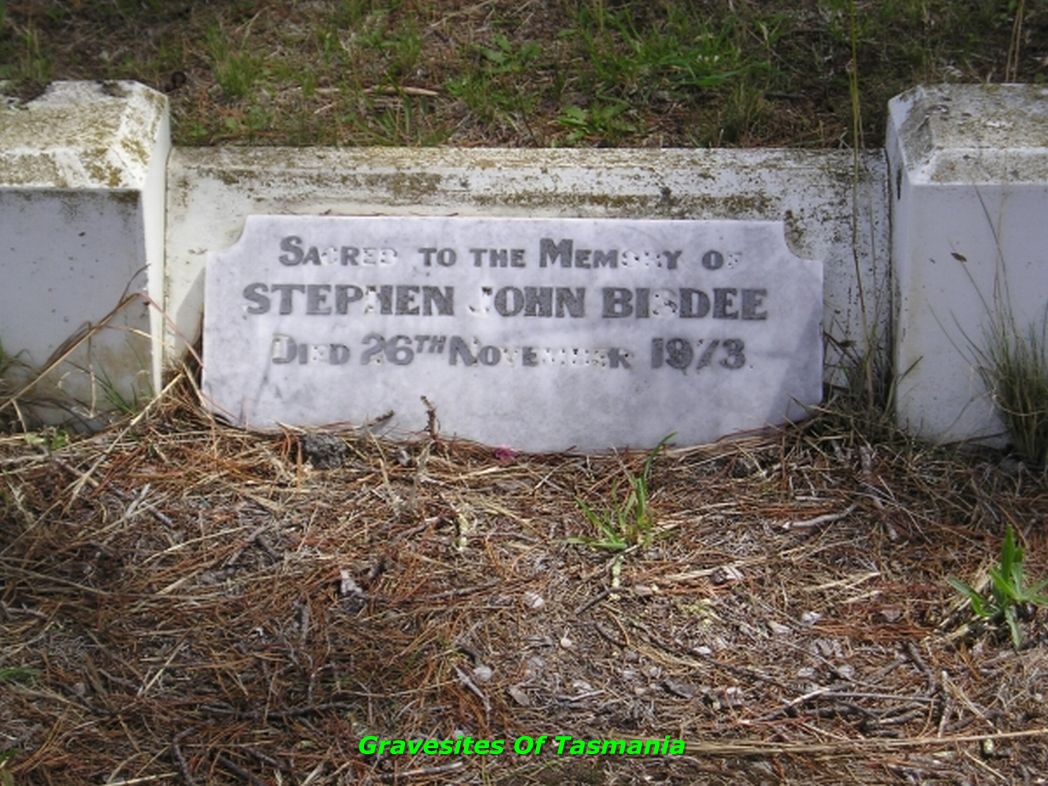 Sacred to the Memory of
STEPHEN JOHN BISDEE
Died 26TH November 1973.
Gravesites Of Tasmania